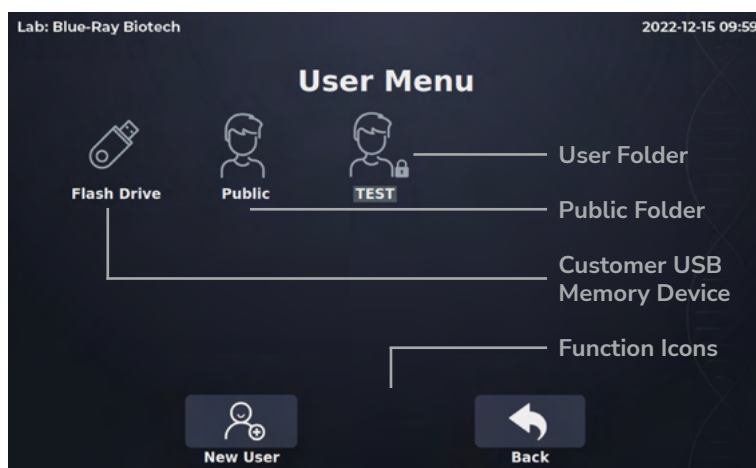 Lab: Blue-Ray Biotech
2022-12-15 09:59
User Menu
Flash Drive
Public
TEST
User Folder
Public Folder
Customer USB
Memory Device
Function Icons
New User
Back